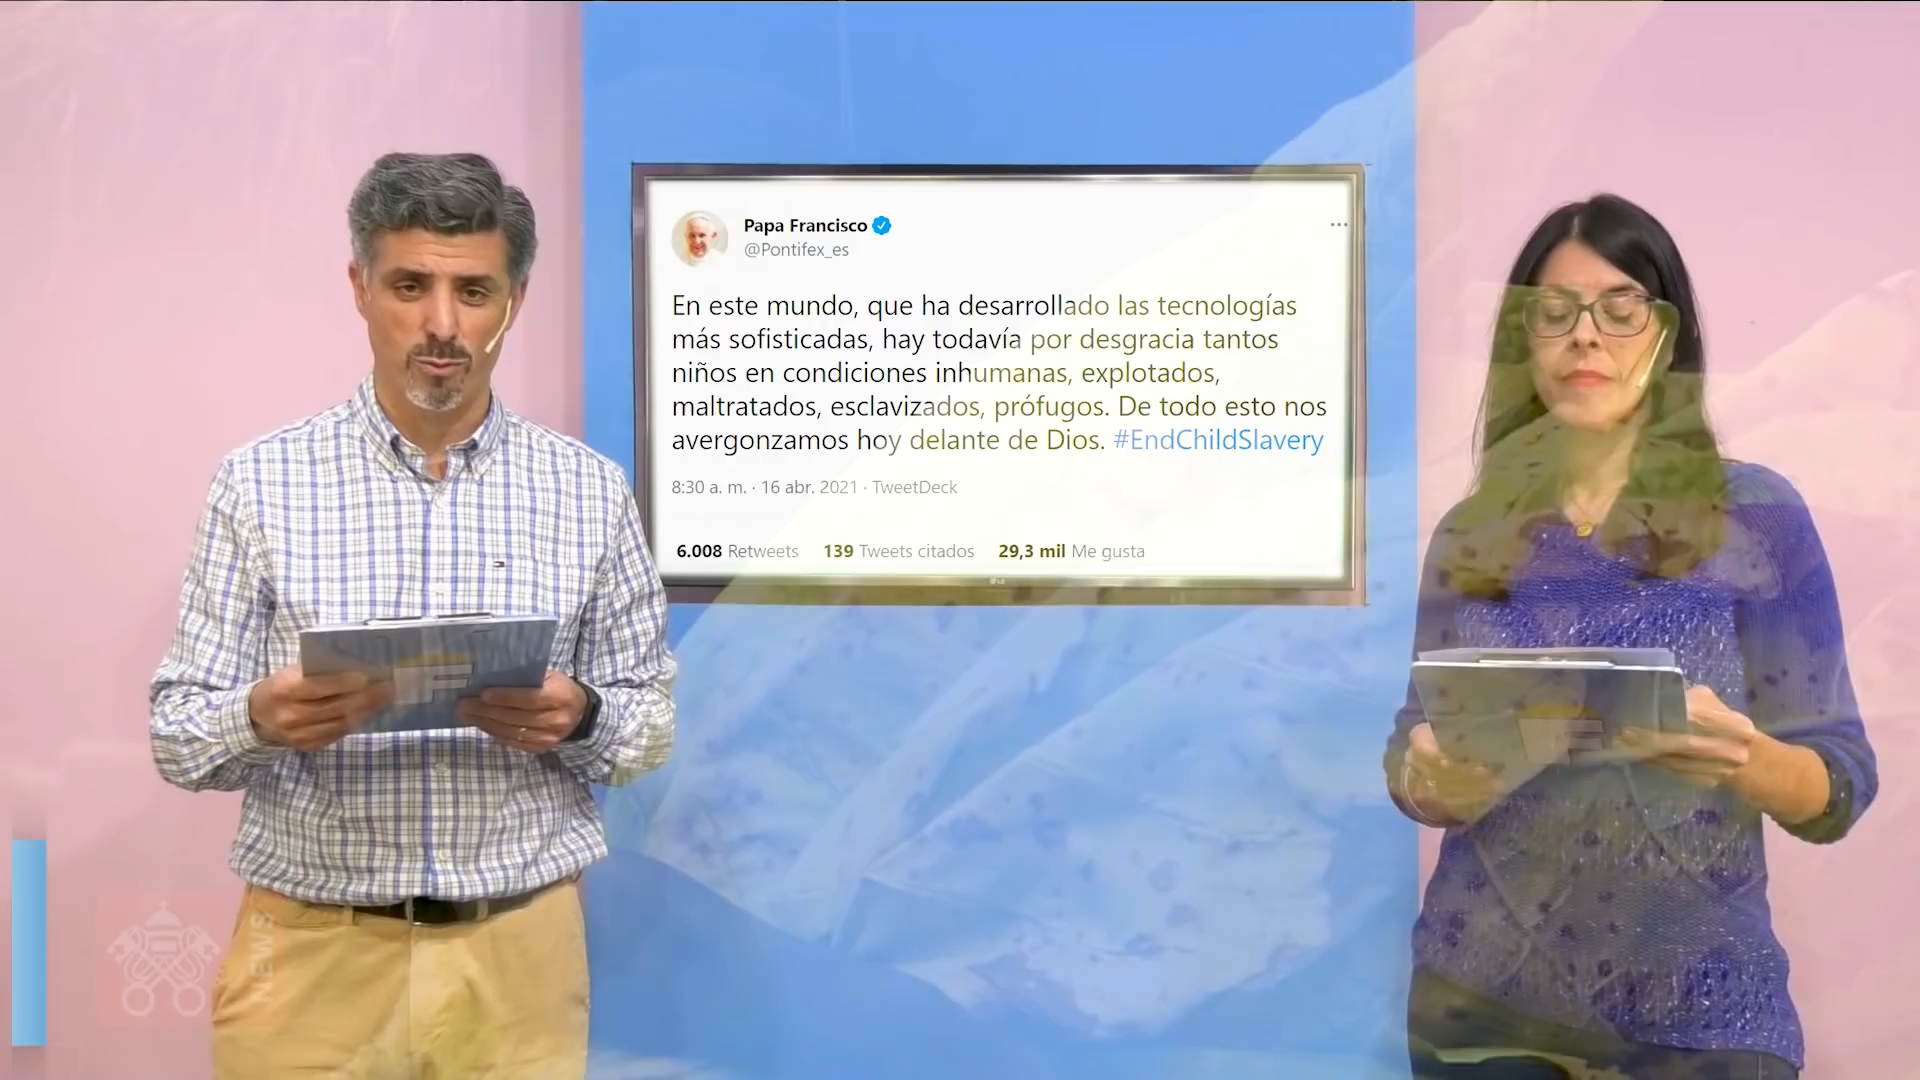 Papa Francisco
@Pontifex_es
...
En este mundo, que ha desarrollado las tecnologías
más sofisticadas, hay todavía por desgracia tantos
niños en condiciones inhumanas, explotados,
maltratados, esclavizados, prófugos. De todo esto nos
avergonzamos hoy delante de Dios. #EndChildSlavery
8:30 a. m. · 16 abr. 2021 · TweetDeck
6.008 Retweets 139 Tweets citados 29,3 mil Me gusta
LG
F
F
NEWS